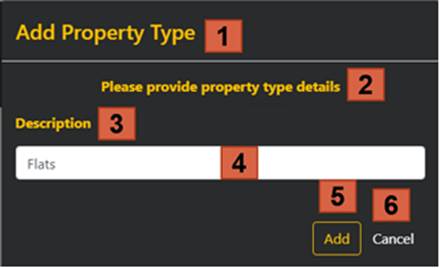 Add Property Type 1
Please provide property type details 2
Description 3
Flats 4
5 6
Add Cancel